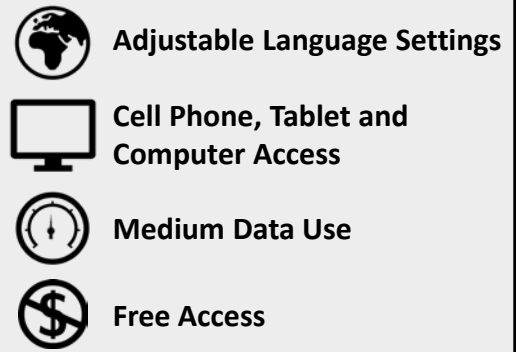 Adjustable Language Settings
Cell Phone, Tablet and
Computer Access
Medium Data Use
$
Free Access